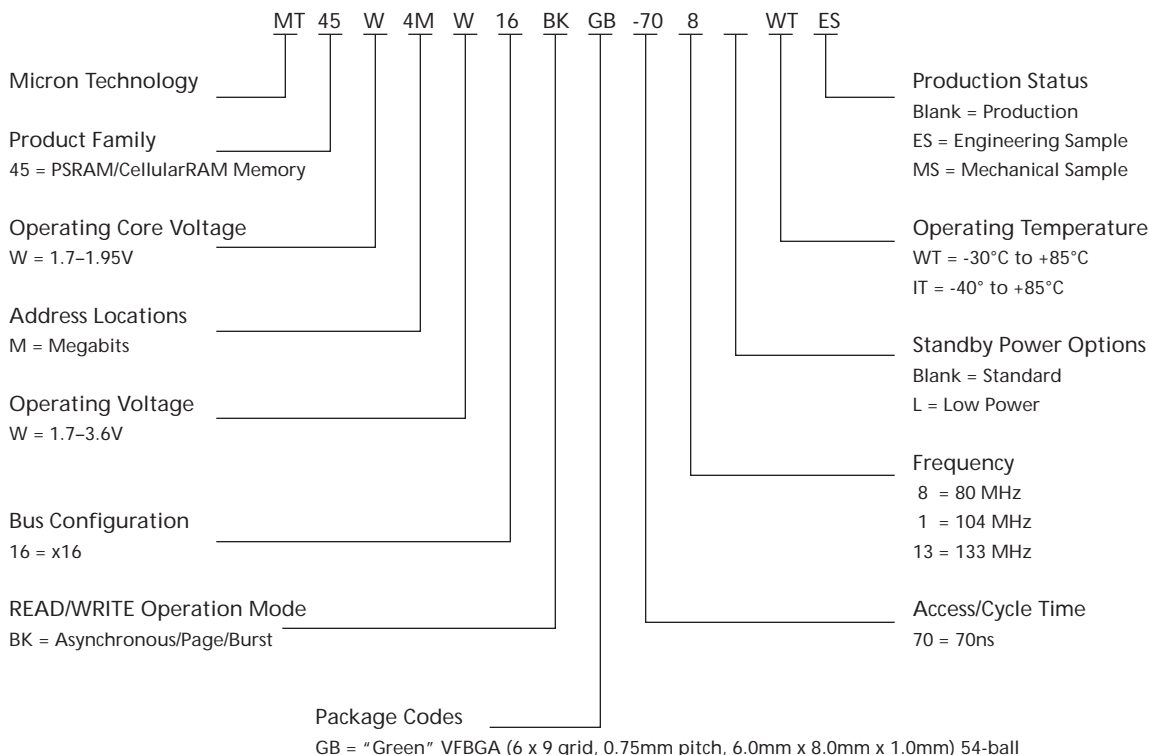 MT 45 W 4M W 16 BK GB -70 8 WT ES
Micron Technology
Product Family
45 = PSRAM/CellularRAM Memory
Operating Core Voltage
W = 1.7–1.95V
Address Locations
M = Megabits
Operating Voltage
W = 1.7–3.6V
Bus Configuration
16 = x16
READ/WRITE Operation Mode
BK = Asynchronous/Page/Burst
Package Codes
GB = “Green” VFBGA (6 x 9 grid, 0.75mm pitch, 6.0mm x 8.0mm x 1.0mm) 54-ball
Production Status
Blank = Production
ES = Engineering Sample
MS = Mechanical Sample
Operating Temperature
WT = -30°C to +85°C
IT = -40° to +85°C
Standby Power Options
Blank = Standard
L = Low Power
Frequency
8 = 80 MHz
1 = 104 MHz
13 = 133 MHz
Access/Cycle Time
70 = 70ns